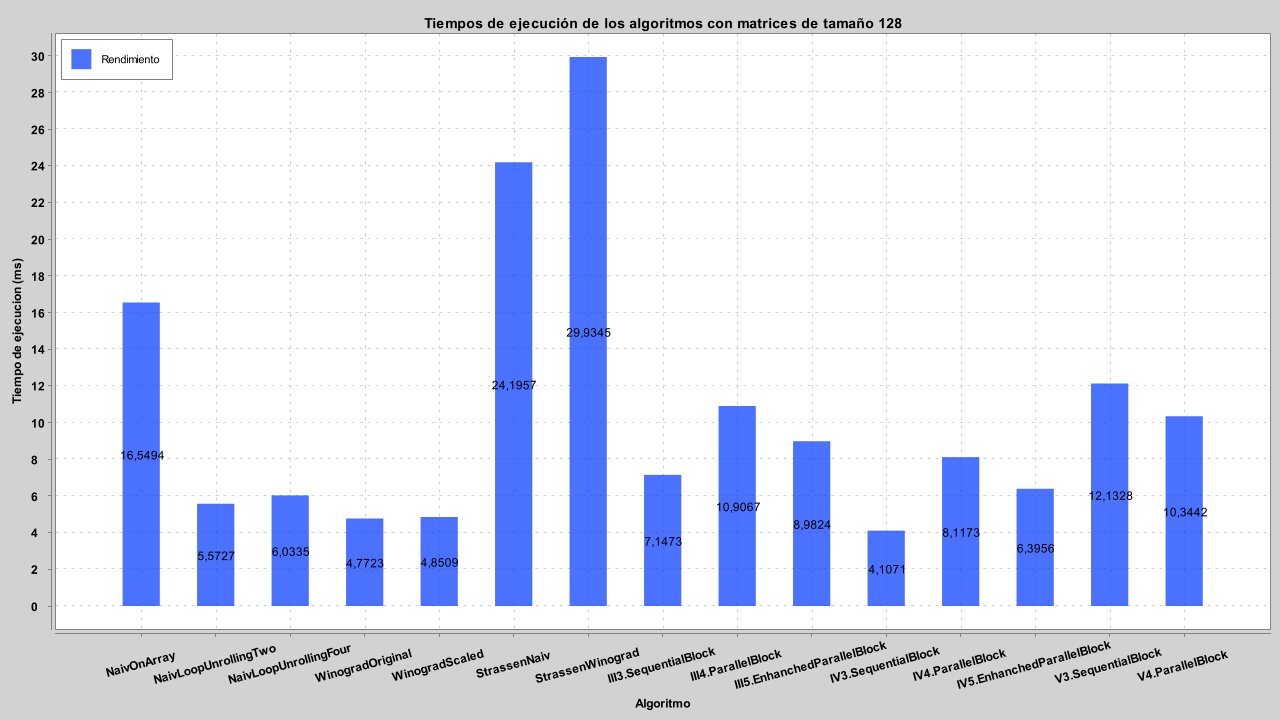 Tiempos de ejecución de los algoritmos con matrices de tamaño 128
Rendimiento
Tiempo de ejecucion (ms)
30
28
26
24
22
20
18
16
14
12
10
8
6
4
2
0
16,5494
5,5727
6,0335
4,7723
4,8509
24,1957
29,9345
7,1473
10,9067
8,9824
4,1071
8,1173
6,3956
12,1328
10,3442
NaivOnArray
NaivLoopUnrollingTwo
NaivLoopUnrollingFour
WinogradOriginal
WinogradScaled
StrassenNaiv
StrassenWinograd
III3.SequentialBlock
III4.ParallelBlock
III5.EnhanchedParallelBlock
IV3.SequentialBlock
IV4.ParallelBlock
IV5.EnhanchedParallelBlock
V3.SequentialBlock
V4.ParallelBlock
Algoritmo